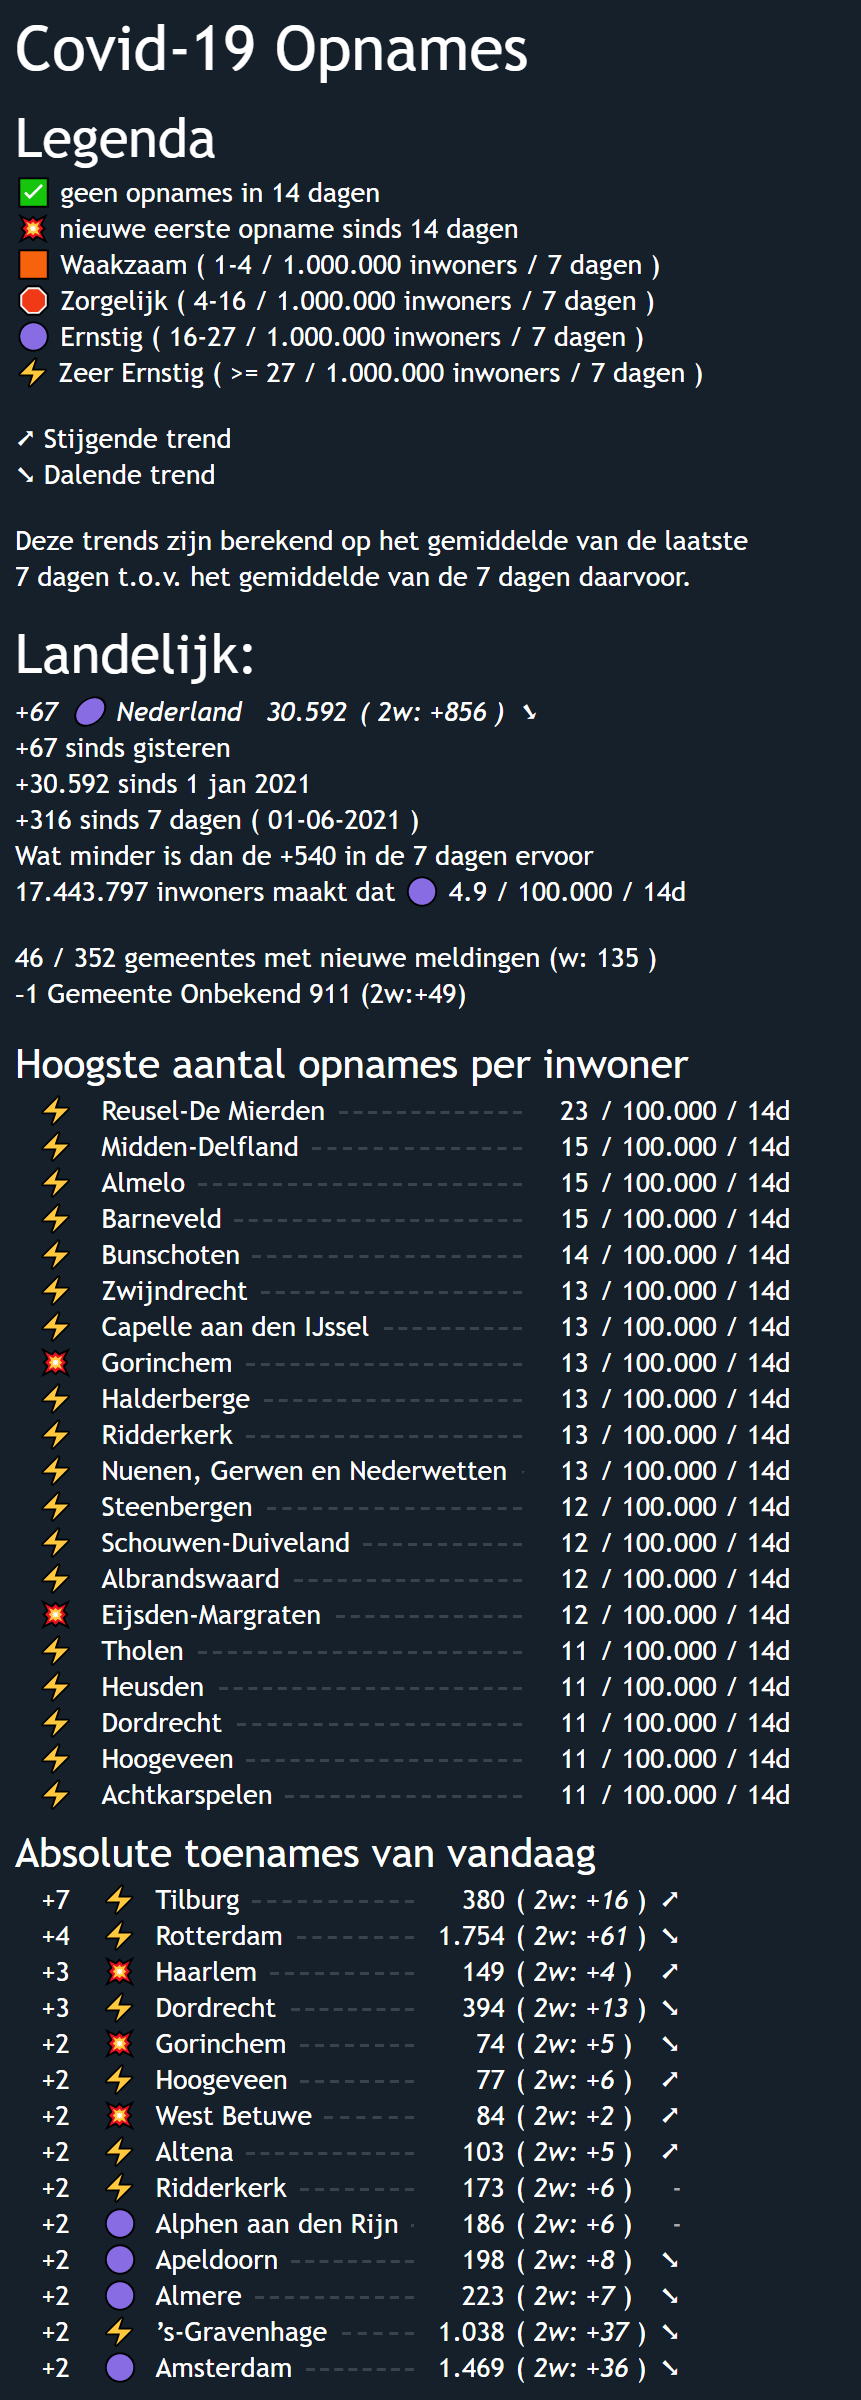 Covid-19 Opnames
Legenda
✅ geen opnames in 14 dagen
💥 nieuwe eerste opname sinds 14 dagen
🟧 Waakzaam ( 1-4 / 1.000.000 inwoners / 7 dagen )
🛑 Zorgelijk ( 4-16 / 1.000.000 inwoners / 7 dagen )
🟣 Ernstig ( 16-27 / 1.000.000 inwoners / 7 dagen )
⚡ Zeer Ernstig ( >= 27 / 1.000.000 inwoners / 7 dagen )
➚ Stijgende trend
➘ Dalende trend
Deze trends zijn berekend op het gemiddelde van de laatste
7 dagen t.o.v. het gemiddelde van de 7 dagen daarvoor.
Landelijk:
+67 🟣 Nederland 30.592 ( 2w: +856 ) ➘
+67 sinds gisteren
+30.592 sinds 1 jan 2021
+316 sinds 7 dagen ( 01-06-2021 )
Wat minder is dan de +540 in de 7 dagen ervoor
17.443.797 inwoners maakt dat 🟣 4.9 / 100.000 / 14d
46 / 352 gemeentes met nieuwe meldingen (w: 135 )
-1 Gemeente Onbekend 911 (2w:+49)
Hoogste aantal opnames per inwoner
⚡ Reusel-De Mierden 23 / 100.000 / 14d
⚡ Midden-Delfland 15 / 100.000 / 14d
⚡ Almelo 15 / 100.000 / 14d
⚡ Barneveld 15 / 100.000 / 14d
⚡ Bunschoten 14 / 100.000 / 14d
⚡ Zwijndrecht 13 / 100.000 / 14d
⚡ Capelle aan den IJssel 13 / 100.000 / 14d
💥 Gorinchem 13 / 100.000 / 14d
⚡ Halderberge 13 / 100.000 / 14d
⚡ Ridderkerk 13 / 100.000 / 14d
⚡ Nuenen, Gerwen en Nederwetten 13 / 100.000 / 14d
⚡ Steenbergen 12 / 100.000 / 14d
⚡ Schouwen-Duiveland 12 / 100.000 / 14d
⚡ Albrandswaard 12 / 100.000 / 14d
💥 Eijsden-Margraten 12 / 100.000 / 14d
⚡ Tholen 11 / 100.000 / 14d
⚡ Heusden 11 / 100.000 / 14d
⚡ Dordrecht 11 / 100.000 / 14d
⚡ Hoogeveen 11 / 100.000 / 14d
⚡ Achtkarspelen 11 / 100.000 / 14d
Absolute toenames van vandaag
+7 ⚡ Tilburg 380 ( 2w: +16 ) ➚
+4 ⚡ Rotterdam 1.754 ( 2w: +61 ) ➘
+3 💥 Haarlem 149 ( 2w: +4 ) ➚
+3 ⚡ Dordrecht 394 ( 2w: +13 ) ➘
+2 💥 Gorinchem 74 ( 2w: +5 ) ➘
+2 ⚡ Hoogeveen 77 ( 2w: +6 ) ➚
+2 💥 West Betuwe 84 ( 2w: +2 ) ➚
+2 ⚡ Altena 103 ( 2w: +5 ) ➚
+2 ⚡ Ridderkerk 173 ( 2w: +6 ) -
+2 🟣 Alphen aan den Rijn 186 ( 2w: +6 ) -
+2 🟣 Apeldoorn 198 ( 2w: +8 ) ➘
+2 🟣 Almere 223 ( 2w: +7 ) ➘
+2 ⚡ ’s-Gravenhage 1.038 ( 2w: +37 ) ➘
+2 🟣 Amsterdam 1.469 ( 2w: +36 ) ➘